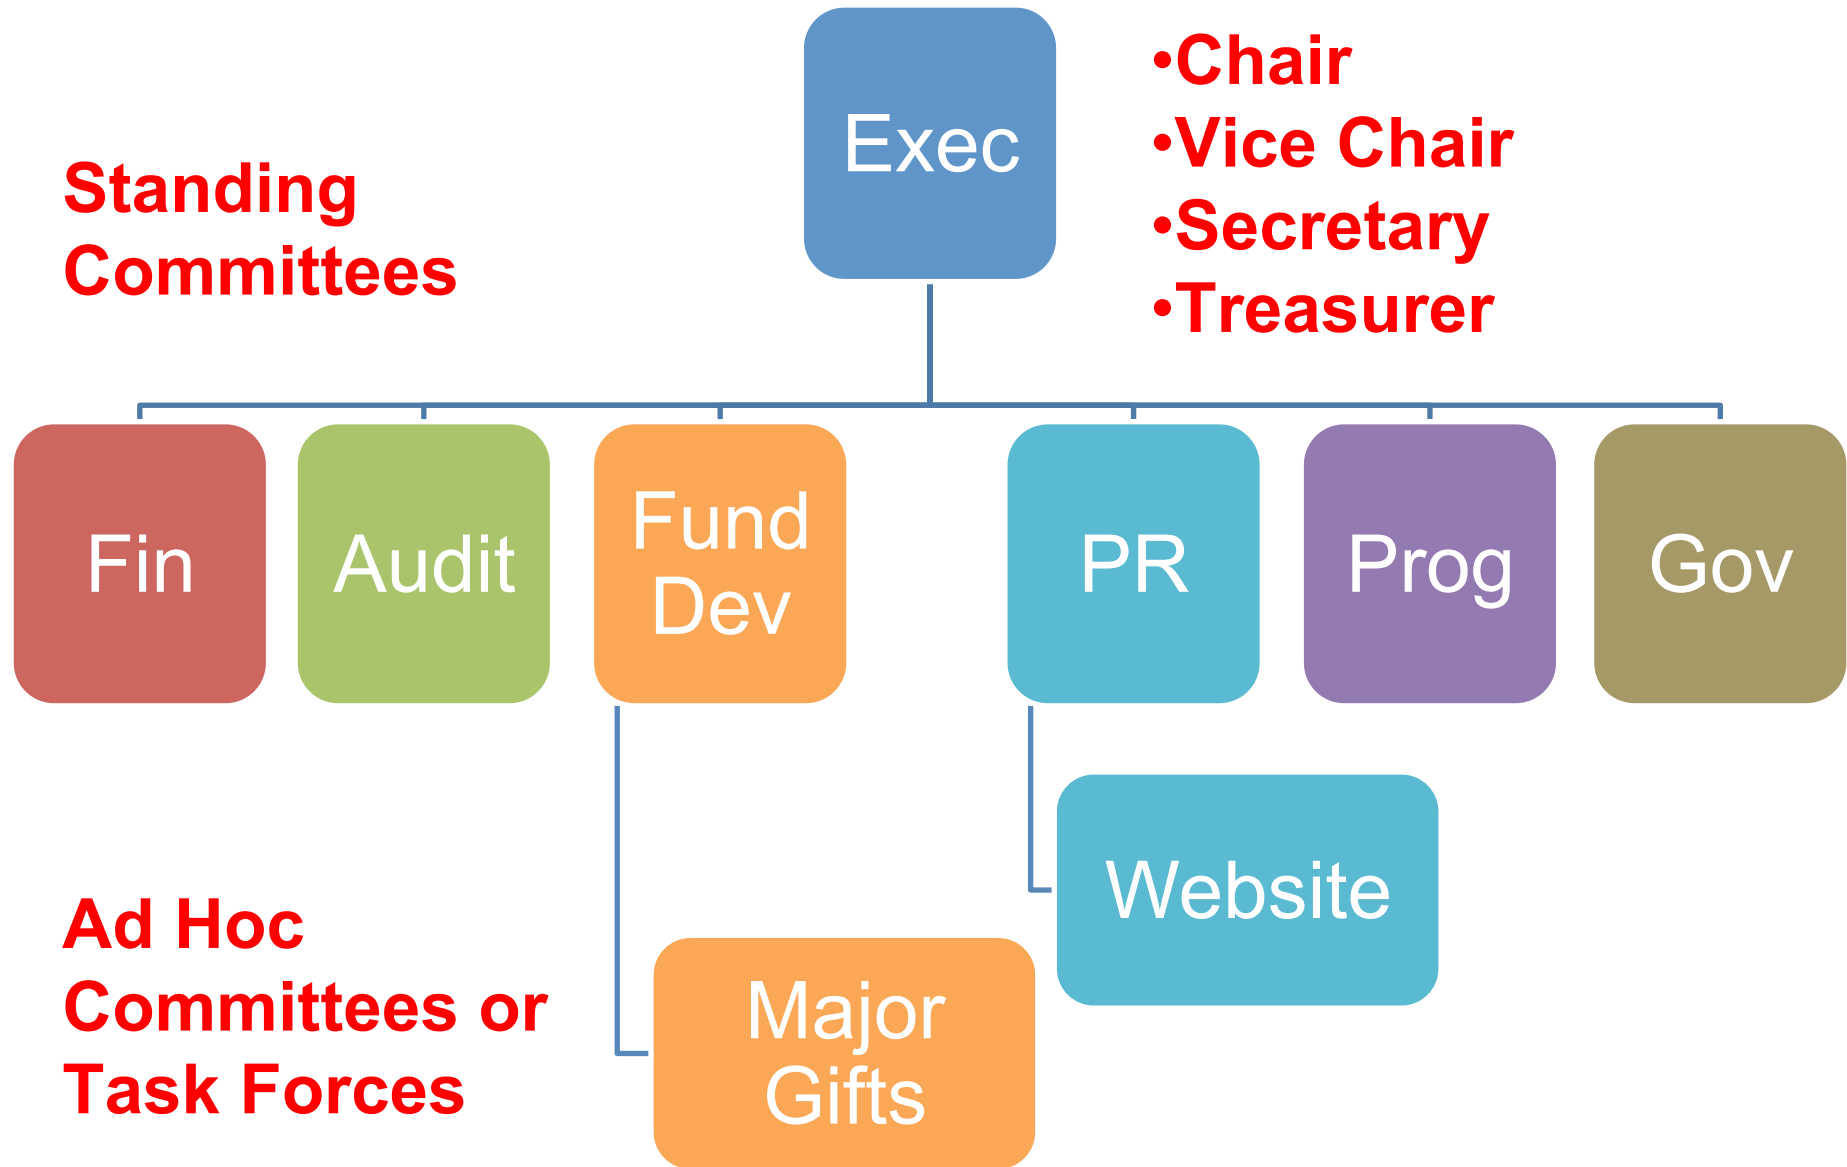 Exec
•Chair
•Vice Chair
•Secretary
•Treasurer
Standing
Committees
Fin
Audit
Fund
Dev
PR
Prog
Gov
Website
Ad Hoc
Committees or
Task Forces
Major
Gifts